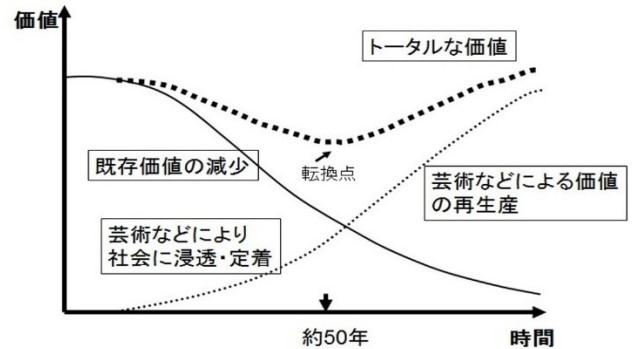 価値
トータルな価値
既存価値の減少
転換点
芸術などによる価値
の再生産
芸術などにより
社会に浸透・定着
約50年
時間